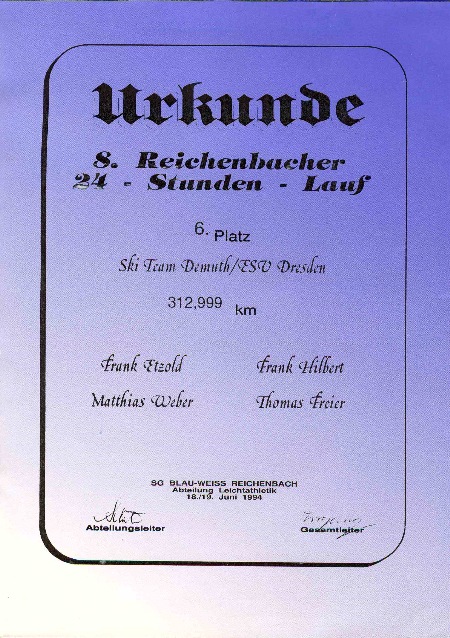 Urkunde
8. Reichenbacher
24 - Stunden - Lauf
6. Platz
Ski Team Demuth/ESV Dresden
312,999 km
Frank Etzold Frank Hilbert
Matthias Weber Thomas Freier
SG BLAU-WEISS REICHENBACH
Abteilung Leichtathletik
18./19. Juni 1994
Abteilungsleiter Gesamtleiter